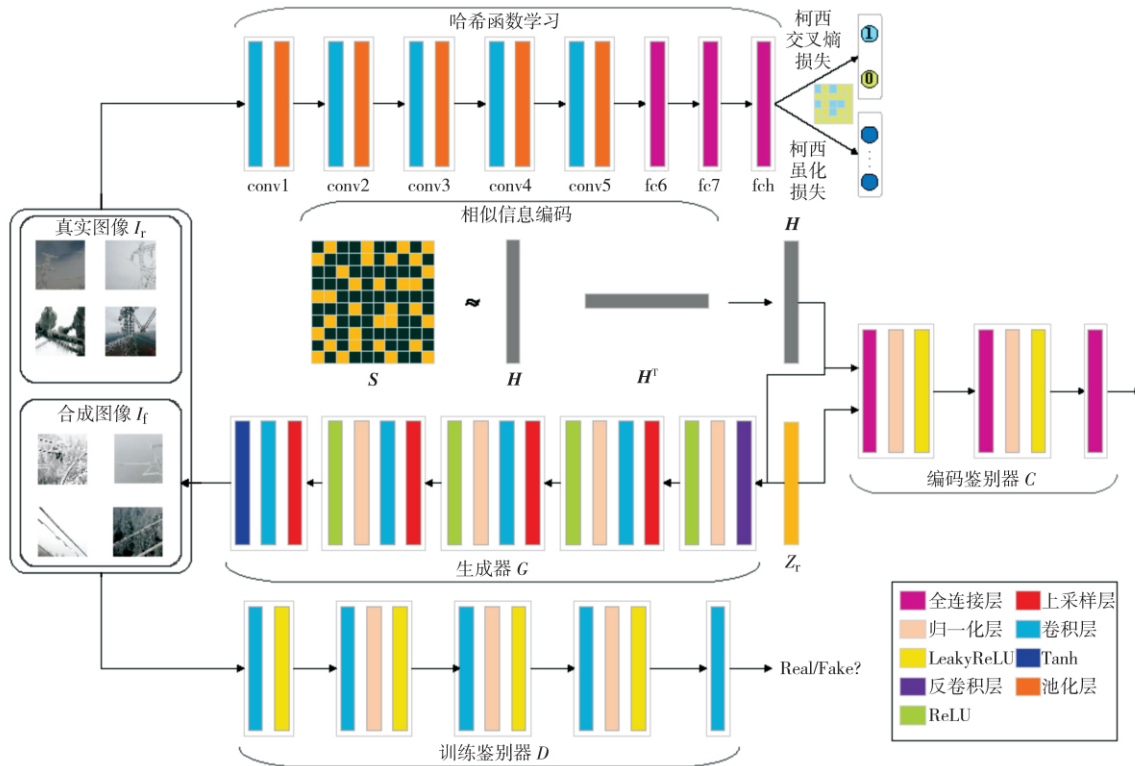 哈希函数学习
柯西
交叉熵
损失
1
0
柯西
虽化
损失
conv1
conv2
conv3
conv4
conv5
fc6
fc7
fch
真实图像 Ir
相似信息编码
S
≈
H
Hᵀ
H
合成图像 If
生成器 G
Zr
编码鉴别器 C
Real/Fake?
训练鉴别器 D
全连接层
上采样层
归一化层
卷积层
LeakyReLU
Tanh
反卷积层
池化层
ReLU